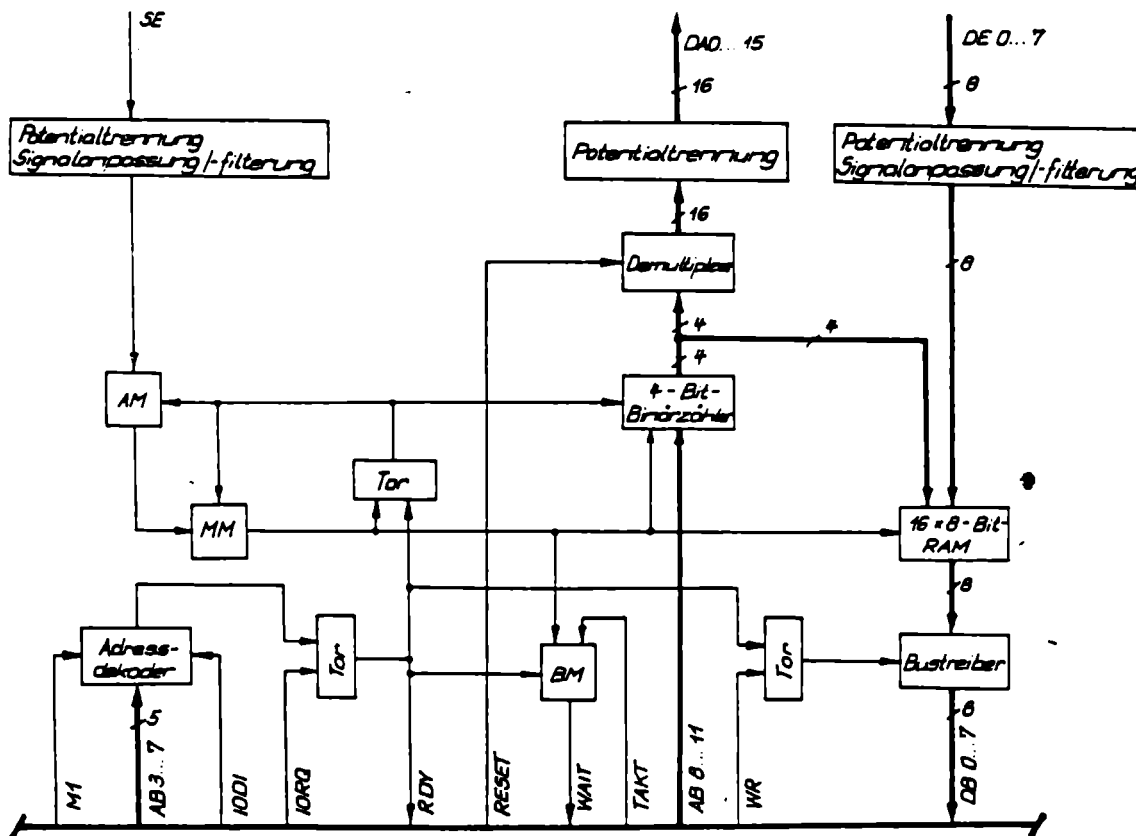 SE
DAO... 15
DE 0... 7
16
8
Potentialtrennung
Signalanpassung/-filterung
Potentialtrennung
Potentialtrennung
Signalanpassung/-fitterung
16
8
Demultiplex
4
4
4
AM
4-Bit-
Binärzähler
Tor
MM
16 * 8-Bit-
RAM
8
Adress-
dekoder
Tor
BM
Tor
Bustreiber
5
8
M1
AB 3... 7
IODI
IORQ
RDY
RESET
WAIT
TAKT
AB 8... 11
WR
DB 0... 7